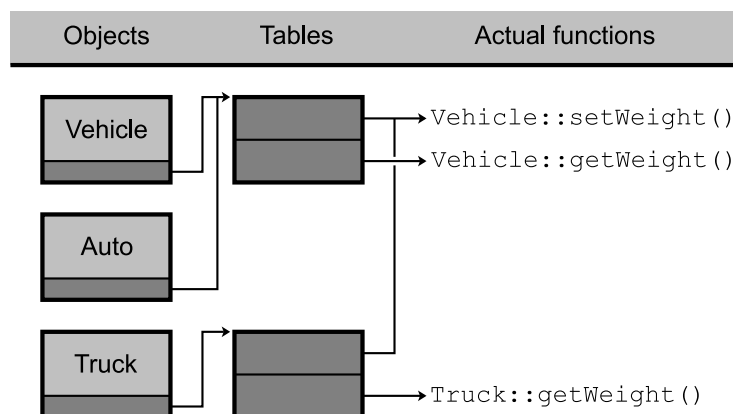 Objects Tables Actual functions
Vehicle
Vehicle::setWeight()
Vehicle::getWeight()
Auto
Truck
Truck::getWeight()